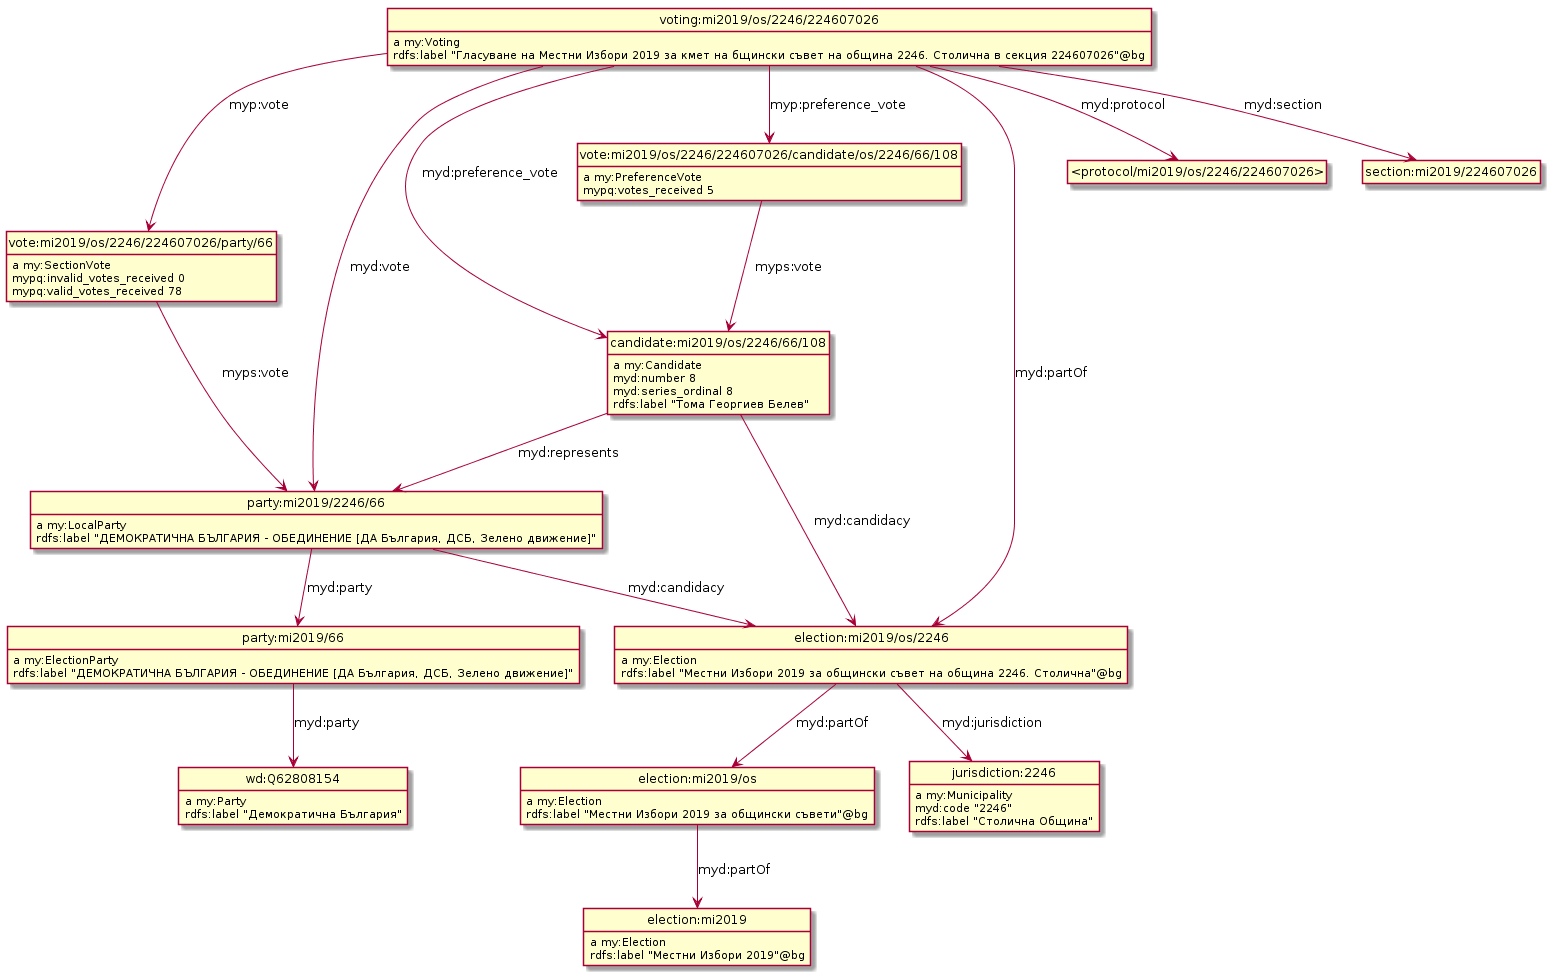 voting:mi2019/os/2246/224607026
a my:Voting
rdfs:label "Гласуване на Местни Избори 2019 за кмет на бщински съвет на община 2246. Столична в секция 224607026"@bg
myp:vote
myp:preference_vote
myd:protocol
myd:section
vote:mi2019/os/2246/224607026/candidate/os/2246/66/108
a my:PreferenceVote
mypq:votes_received 5
<protocol/mi2019/os/2246/224607026>
section:mi2019/224607026
myd:preference_vote
vote:mi2019/os/2246/224607026/party/66
a my:SectionVote
mypq:invalid_votes_received 0
mypq:valid_votes_received 78
myd:vote
myps:vote
candidate:mi2019/os/2246/66/108
a my:Candidate
myd:number 8
myd:series_ordinal 8
rdfs:label "Тома Георгиев Белев"
myps:vote
myd:partOf
myd:represents
party:mi2019/2246/66
a my:LocalParty
rdfs:label "ДЕМОКРАТИЧНА БЪЛГАРИЯ - ОБЕДИНЕНИЕ [ДА България, ДСБ, Зелено движение]"
myd:candidacy
myd:party
myd:candidacy
party:mi2019/66
a my:ElectionParty
rdfs:label "ДЕМОКРАТИЧНА БЪЛГАРИЯ - ОБЕДИНЕНИЕ [ДА България, ДСБ, Зелено движение]"
election:mi2019/os/2246
a my:Election
rdfs:label "Местни Избори 2019 за общински съвет на община 2246. Столична"@bg
myd:party
myd:partOf
myd:jurisdiction
wd:Q62808154
a my:Party
rdfs:label "Демократична България"
election:mi2019/os
a my:Election
rdfs:label "Местни Избори 2019 за общински съвети"@bg
jurisdiction:2246
a my:Municipality
myd:code "2246"
rdfs:label "Столична Община"
myd:partOf
election:mi2019
a my:Election
rdfs:label "Местни Избори 2019"@bg